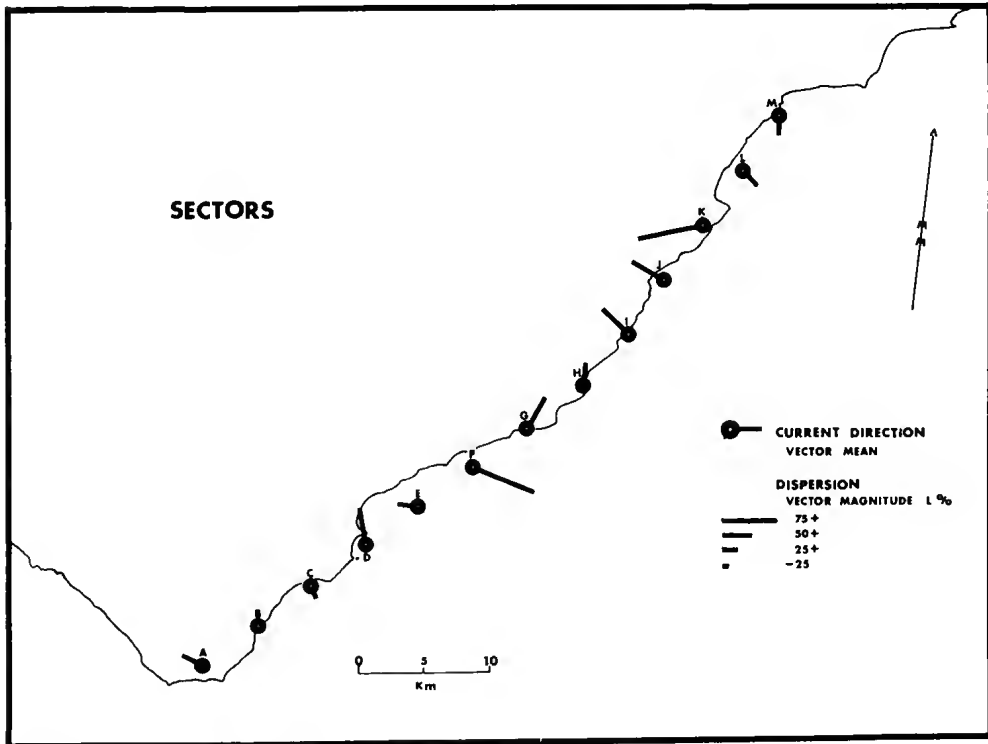 M
L
SECTORS
K
J
I
H
G
CURRENT DIRECTION
VECTOR MEAN
F
DISPERSION
VECTOR MAGNITUDE L %
E
75+
50+
25+
-25
D
C
B
A
0 5 10
Km